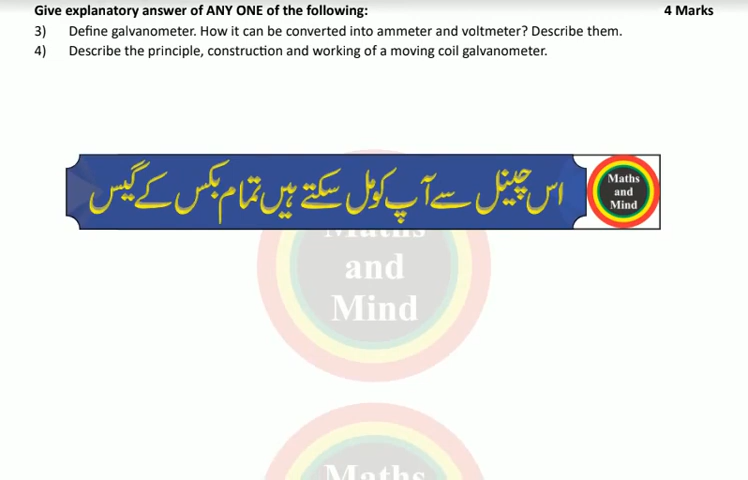 Give explanatory answer of ANY ONE of the following: 4 Marks
3) Define galvanometer. How it can be converted into ammeter and voltmeter? Describe them.
4) Describe the principle, construction and working of a moving coil galvanometer.
اس چینل سے آپ کو مل سکتے ہیں تمام بکس کے گیس
Maths
and
Mind
Maths
and
Mind
Maths